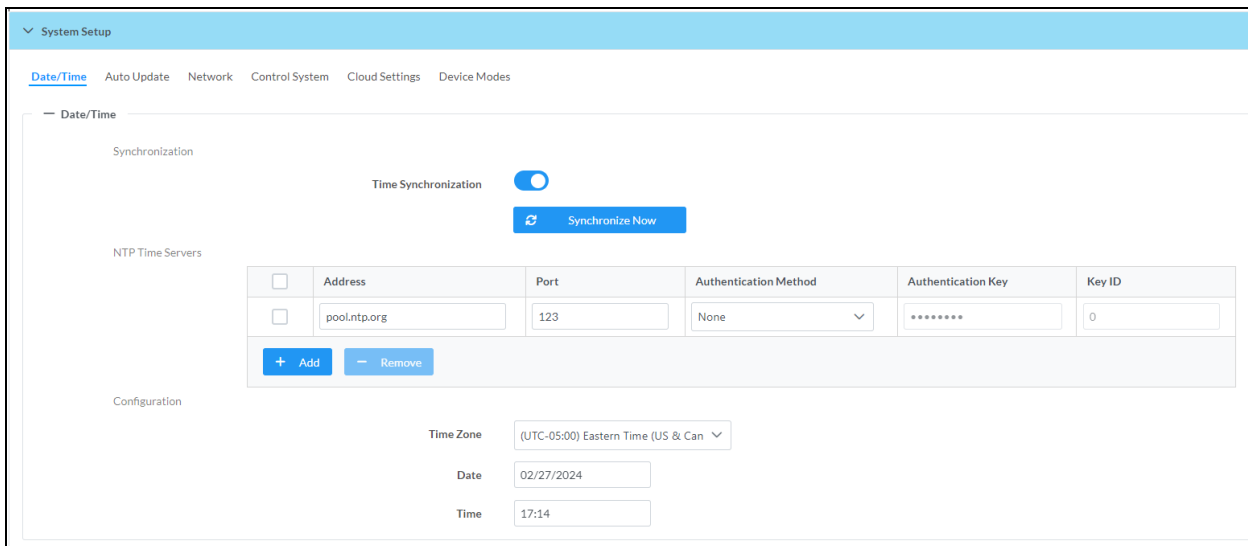 System Setup
Date/Time Auto Update Network Control System Cloud Settings Device Modes
Date/Time
Synchronization
Time Synchronization
Synchronize Now
NTP Time Servers
Address Port Authentication Method Authentication Key Key ID
pool.ntp.org 123 None •••••••• 0
+ Add − Remove
Configuration
Time Zone (UTC-05:00) Eastern Time (US & Can
Date 02/27/2024
Time 17:14